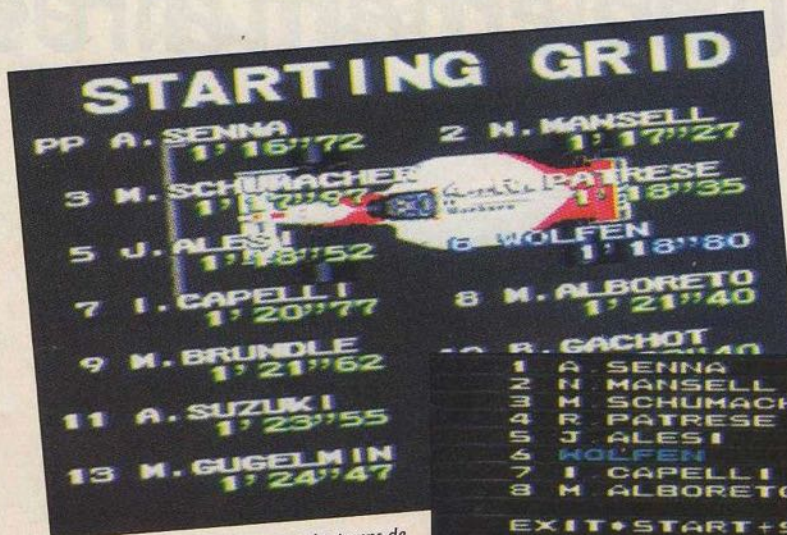 STARTING GRID
PP A.SENNA 2 N.MANSELL
1'16"72 1'17"27
3 M.SCHUMACHER PATRESE
1'17"97 1'18"35
5 J.ALESI 6 WOLFEN
1'18"52 1'18"80
7 I.CAPELLI 8 M.ALBORETO
1'20"77 1'21"40
9 M.BRUNDLE GACHOT
1'21"62 40
11 A.SUZUKI
1'23"55
13 M.GUGELMIN
1'24"47
1 A.SENNA
2 N.MANSELL
3 M.SCHUMACH
4 R.PATRESE
5 J.ALESI
6 WOLFEN
7 I.CAPELLI
8 M.ALBORETO
EXIT◆START+S
de